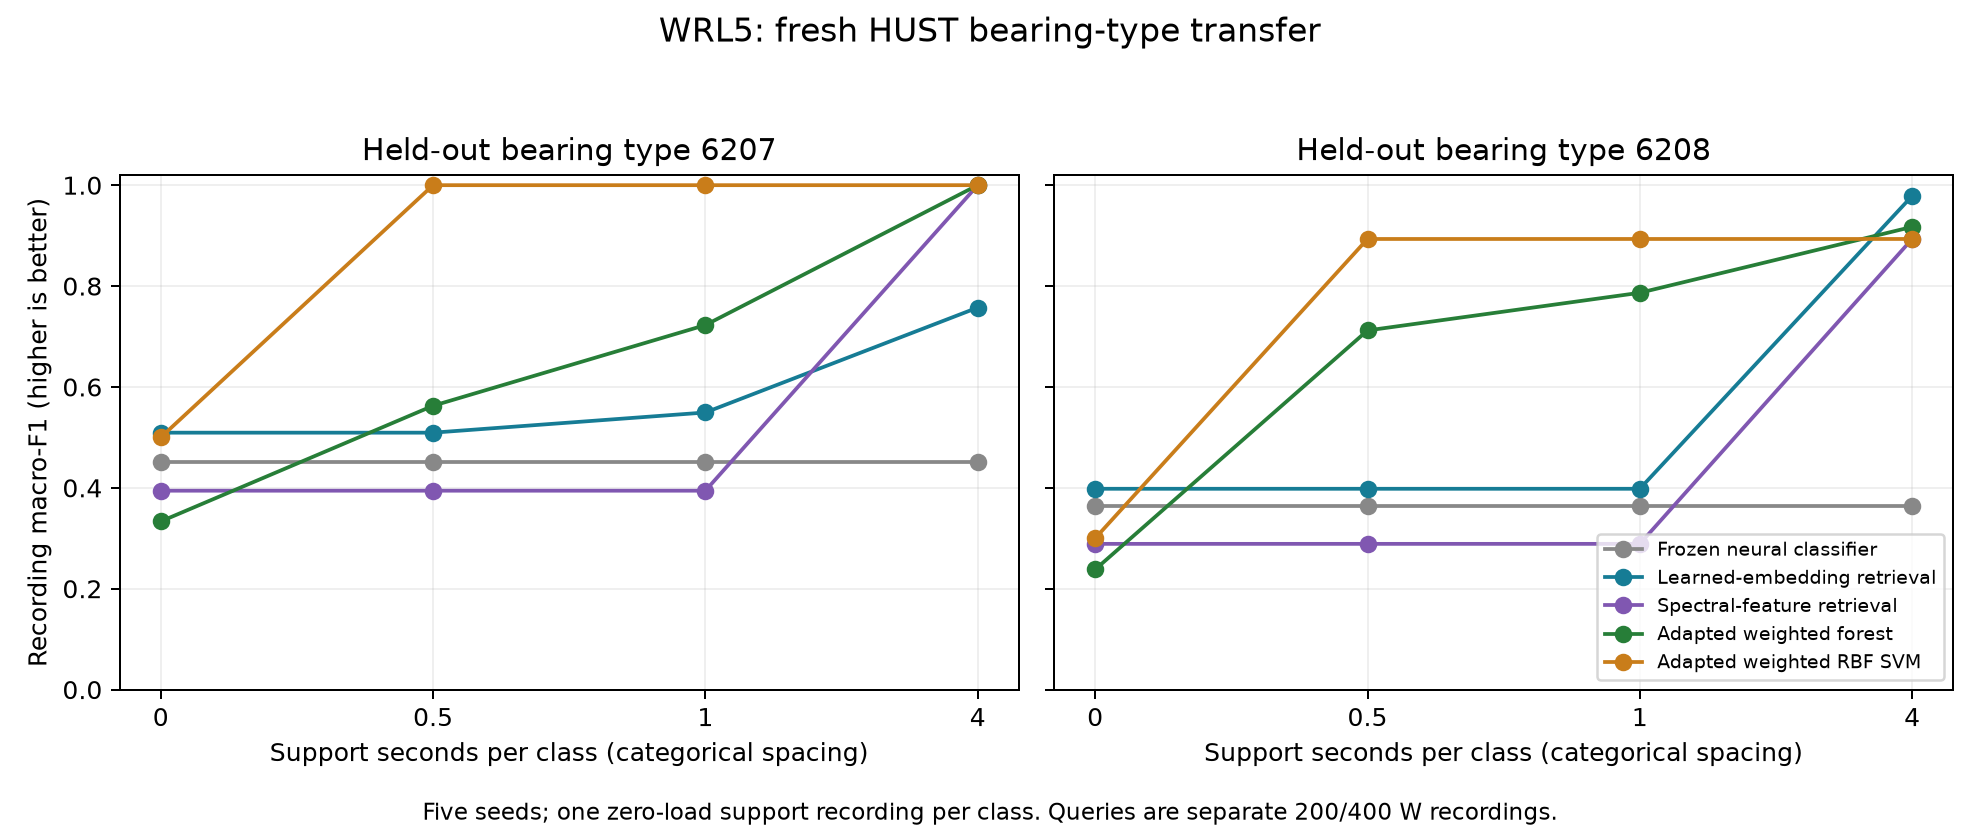 WRL5: fresh HUST bearing-type transfer
Held-out bearing type 6207
Held-out bearing type 6208
Recording macro-F1 (higher is better)
1.0
0.8
0.6
0.4
0.2
0.0
0 0.5 1 4
0 0.5 1 4
Support seconds per class (categorical spacing)
Support seconds per class (categorical spacing)
Frozen neural classifier
Learned-embedding retrieval
Spectral-feature retrieval
Adapted weighted forest
Adapted weighted RBF SVM
Five seeds; one zero-load support recording per class. Queries are separate 200/400 W recordings.